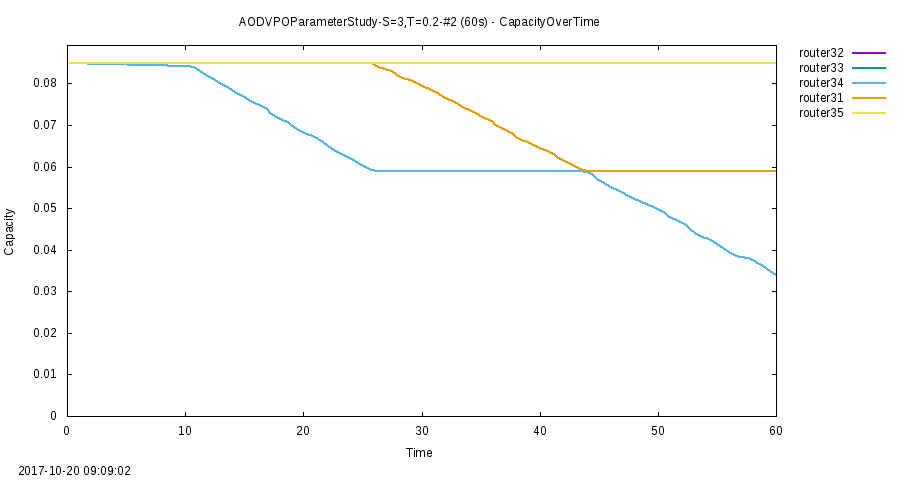 AODVPOParameterStudy-S=3,T=0.2-#2 (60s) - CapacityOverTime
router32
router33
router34
router31
router35
0.08
0.07
0.06
0.05
0.04
0.03
0.02
0.01
0
Capacity
0 10 20 30 40 50 60
Time
2017-10-20 09:09:02